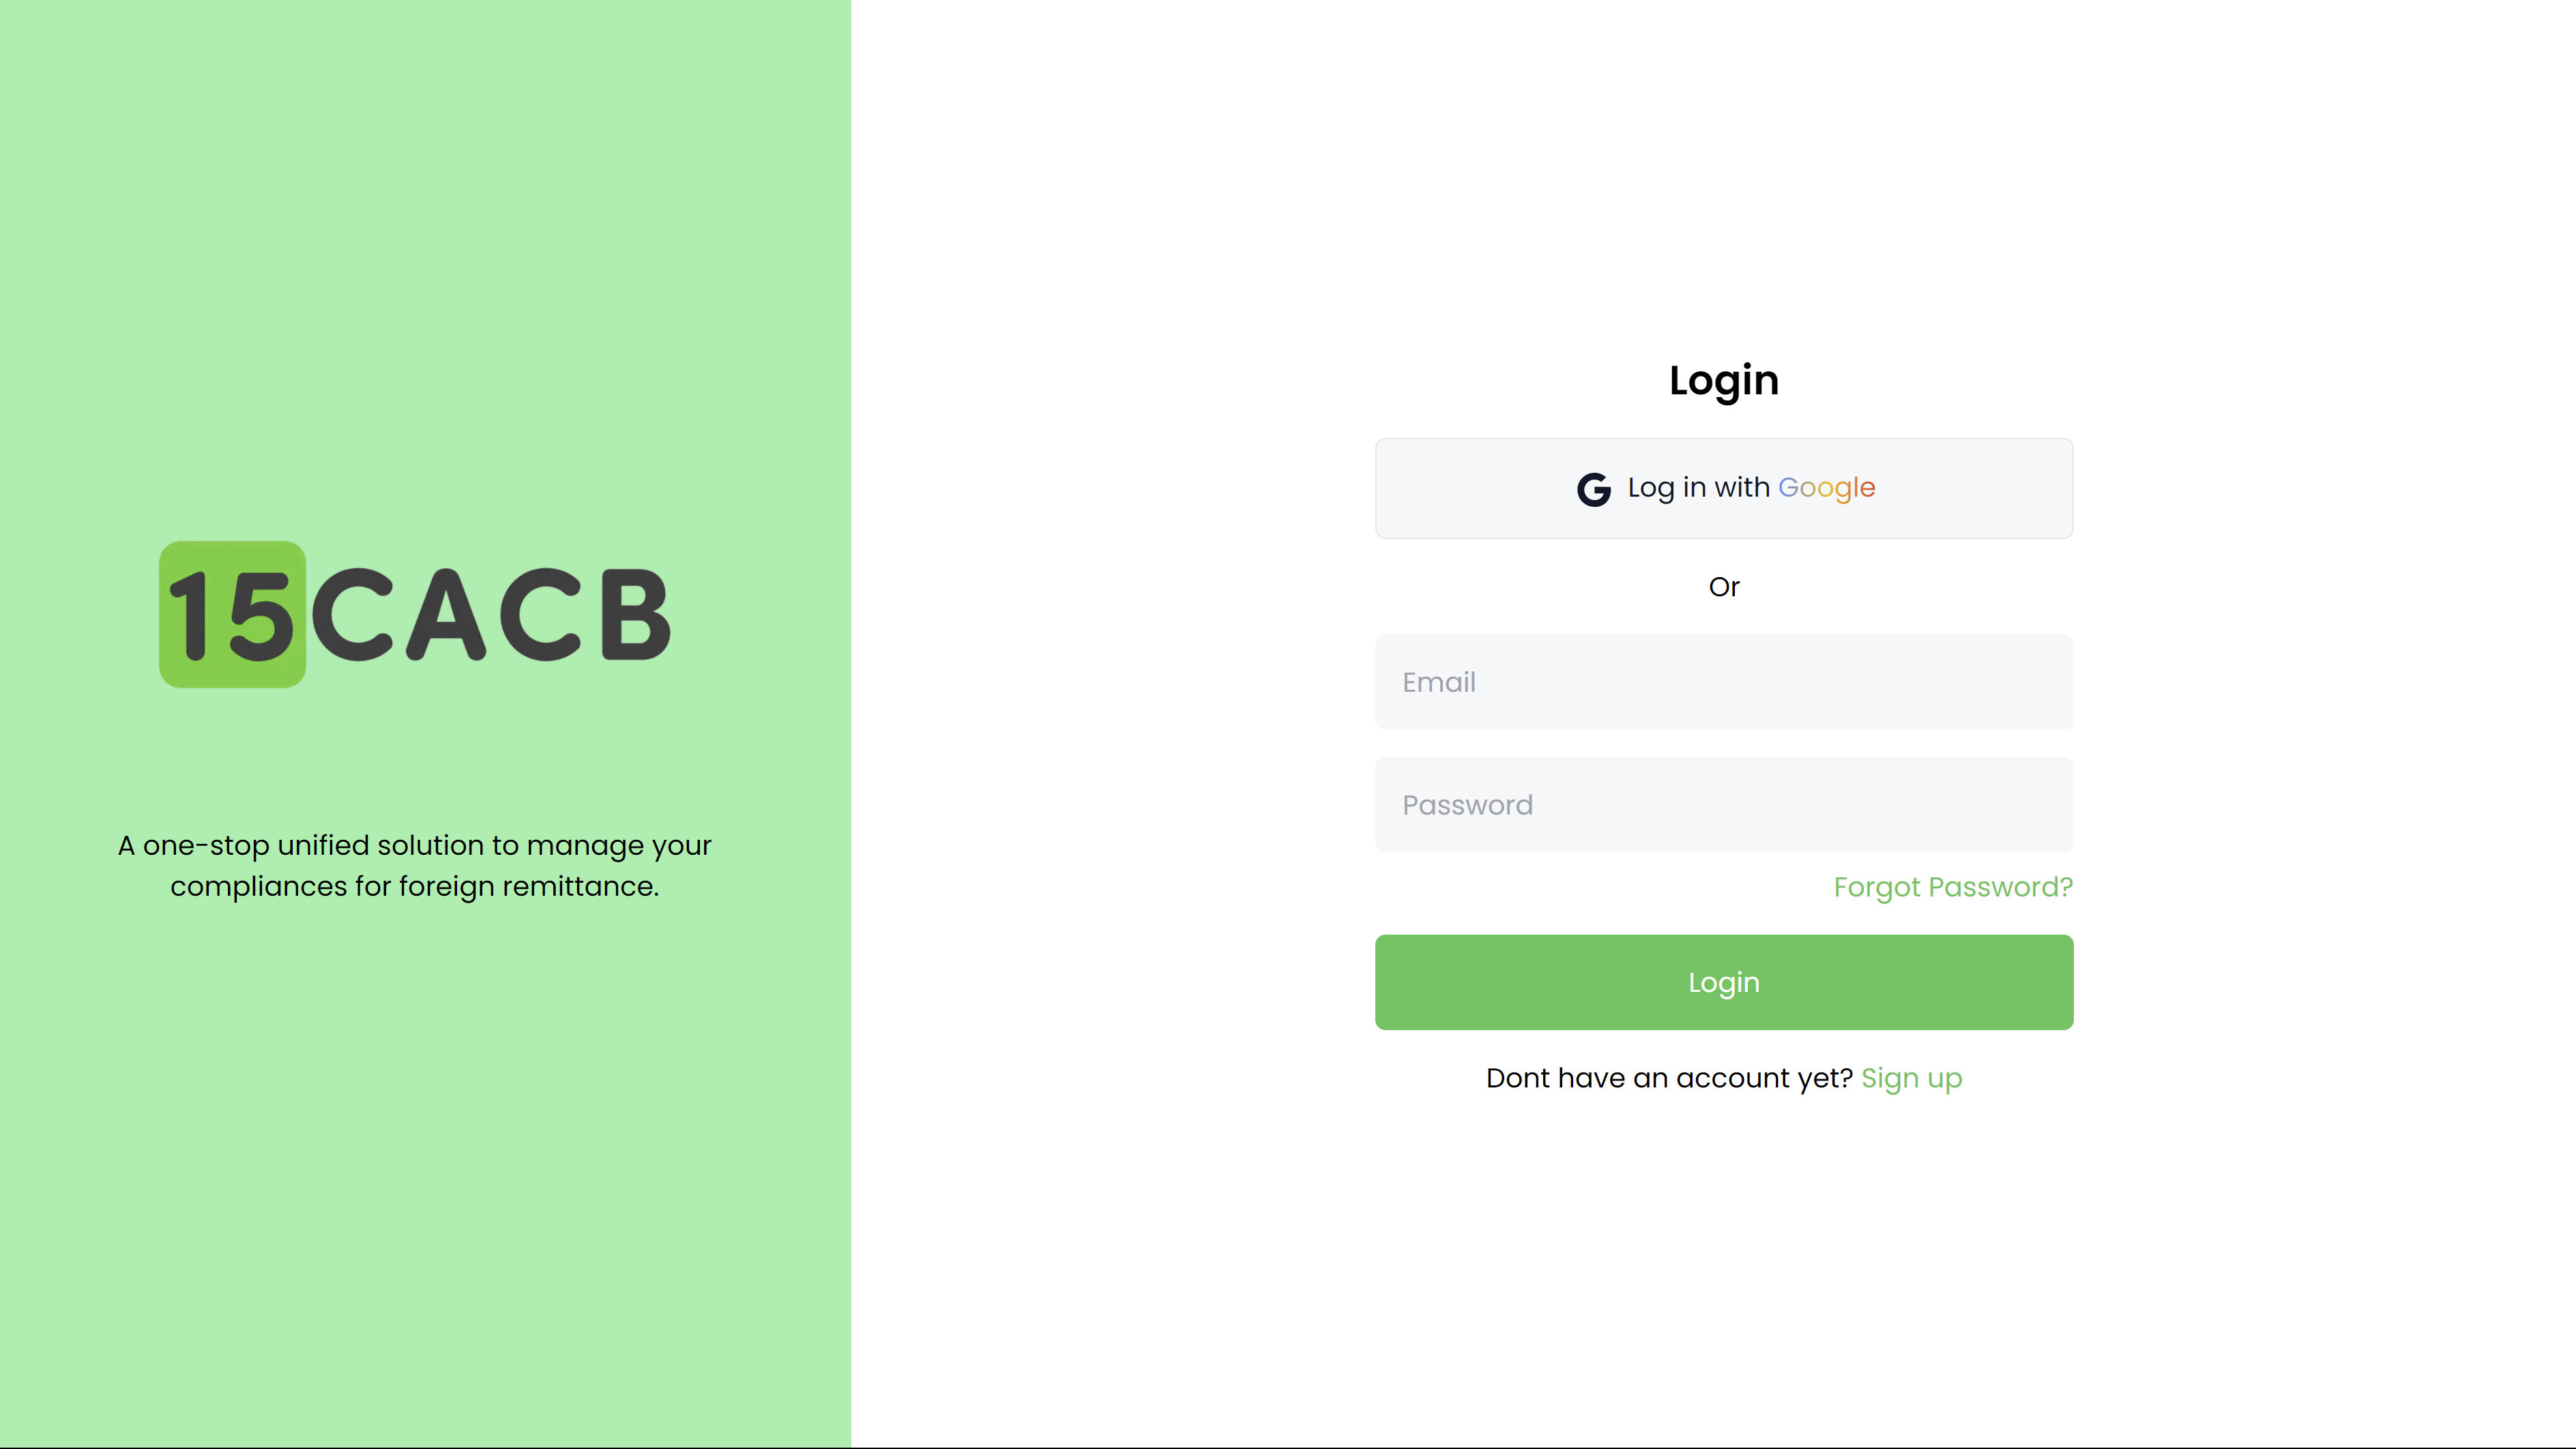 15CACB
A one-stop unified solution to manage your
compliances for foreign remittance.
Login
Log in with Google
Or
Email
Password
Forgot Password?
Login
Dont have an account yet? Sign up